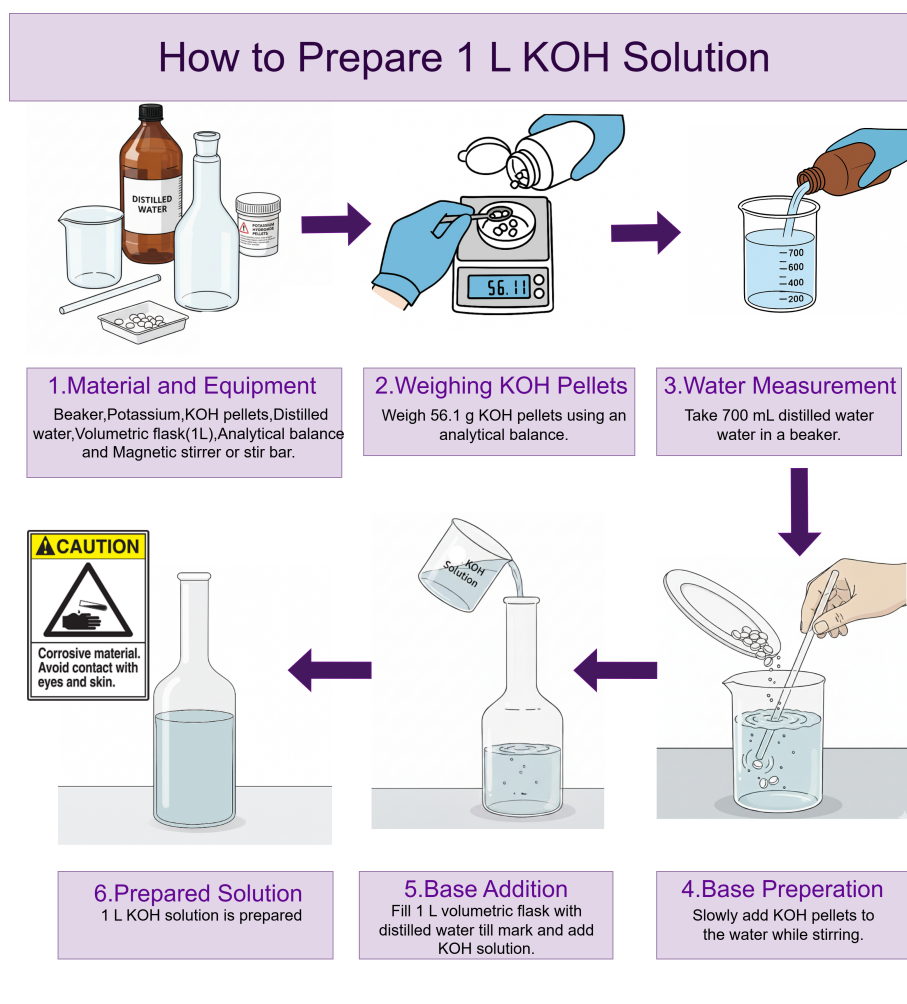 How to Prepare 1 L KOH Solution
DISTILLED
WATER
POTASSIUM
HYDROXIDE
PELLETS
56.11
700
600
400
200
1.Material and Equipment
Beaker,Potassium,KOH pellets,Distilled
water,Volumetric flask(1L),Analytical balance
and Magnetic stirrer or stir bar.
2.Weighing KOH Pellets
Weigh 56.1 g KOH pellets using an
analytical balance.
3.Water Measurement
Take 700 mL distilled water
water in a beaker.
CAUTION
Corrosive material.
Avoid contact with
eyes and skin.
KOH
Solution
6.Prepared Solution
1 L KOH solution is prepared
5.Base Addition
Fill 1 L volumetric flask with
distilled water till mark and add
KOH solution.
4.Base Preperation
Slowly add KOH pellets to
the water while stirring.